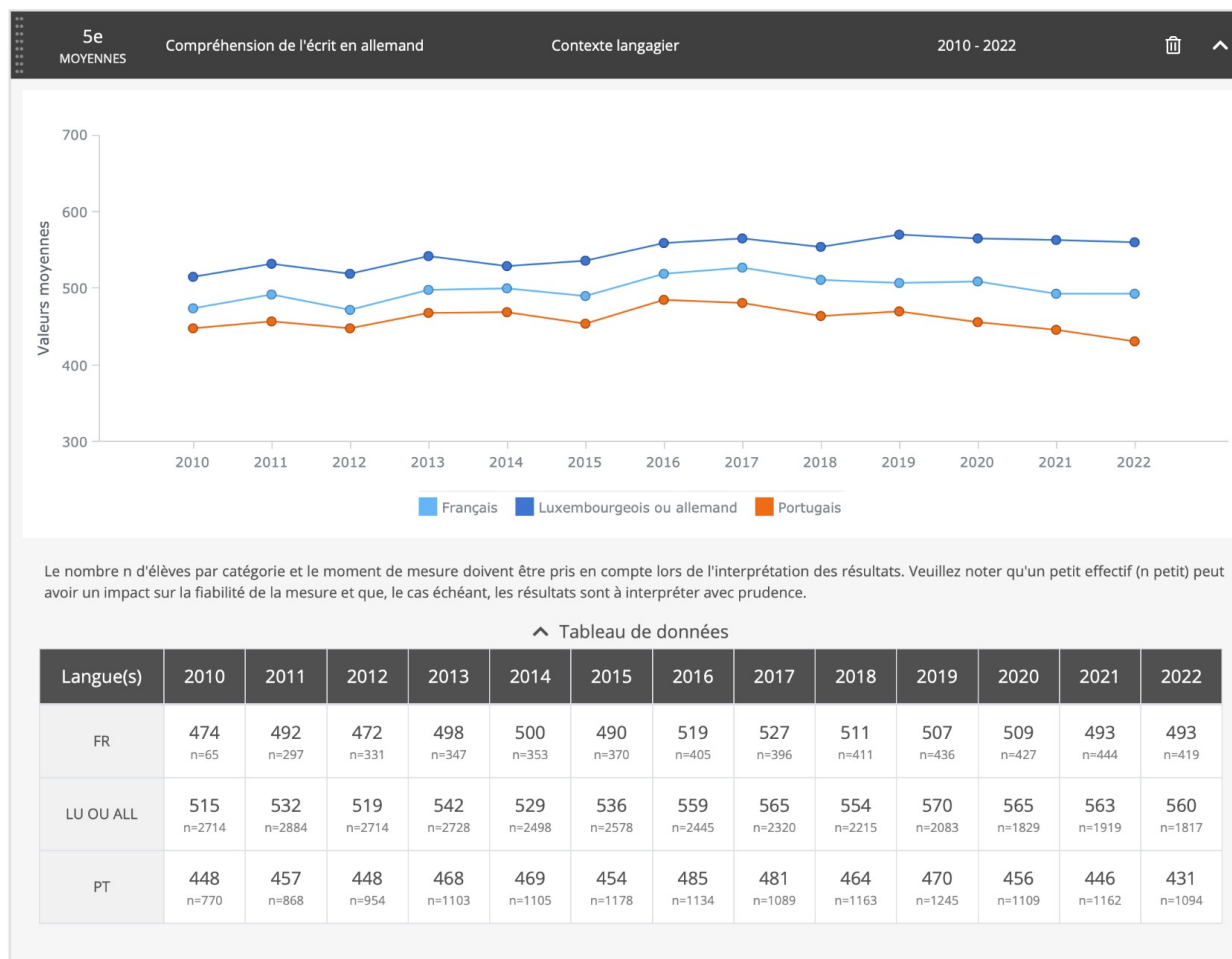 5e
MOYENNES
Compréhension de l'écrit en allemand
Contexte langagier
2010 - 2022
Valeurs moyennes
700
600
500
400
300
2010 2011 2012 2013 2014 2015 2016 2017 2018 2019 2020 2021 2022
Français Luxembourgeois ou allemand Portugais
Le nombre n d'élèves par catégorie et le moment de mesure doivent être pris en compte lors de l'interprétation des résultats. Veuillez noter qu'un petit effectif (n petit) peut
avoir un impact sur la fiabilité de la mesure et que, le cas échéant, les résultats sont à interpréter avec prudence.
Tableau de données
Langue(s) 2010 2011 2012 2013 2014 2015 2016 2017 2018 2019 2020 2021 2022
FR
474 492 472 498 500 490 519 527 511 507 509 493 493
n=65 n=297 n=331 n=347 n=353 n=370 n=405 n=396 n=411 n=436 n=427 n=444 n=419
LU OU ALL
515 532 519 542 529 536 559 565 554 570 565 563 560
n=2714 n=2884 n=2714 n=2728 n=2498 n=2578 n=2445 n=2320 n=2215 n=2083 n=1829 n=1919 n=1817
PT
448 457 448 468 469 454 485 481 464 470 456 446 431
n=770 n=868 n=954 n=1103 n=1105 n=1178 n=1134 n=1089 n=1163 n=1245 n=1109 n=1162 n=1094